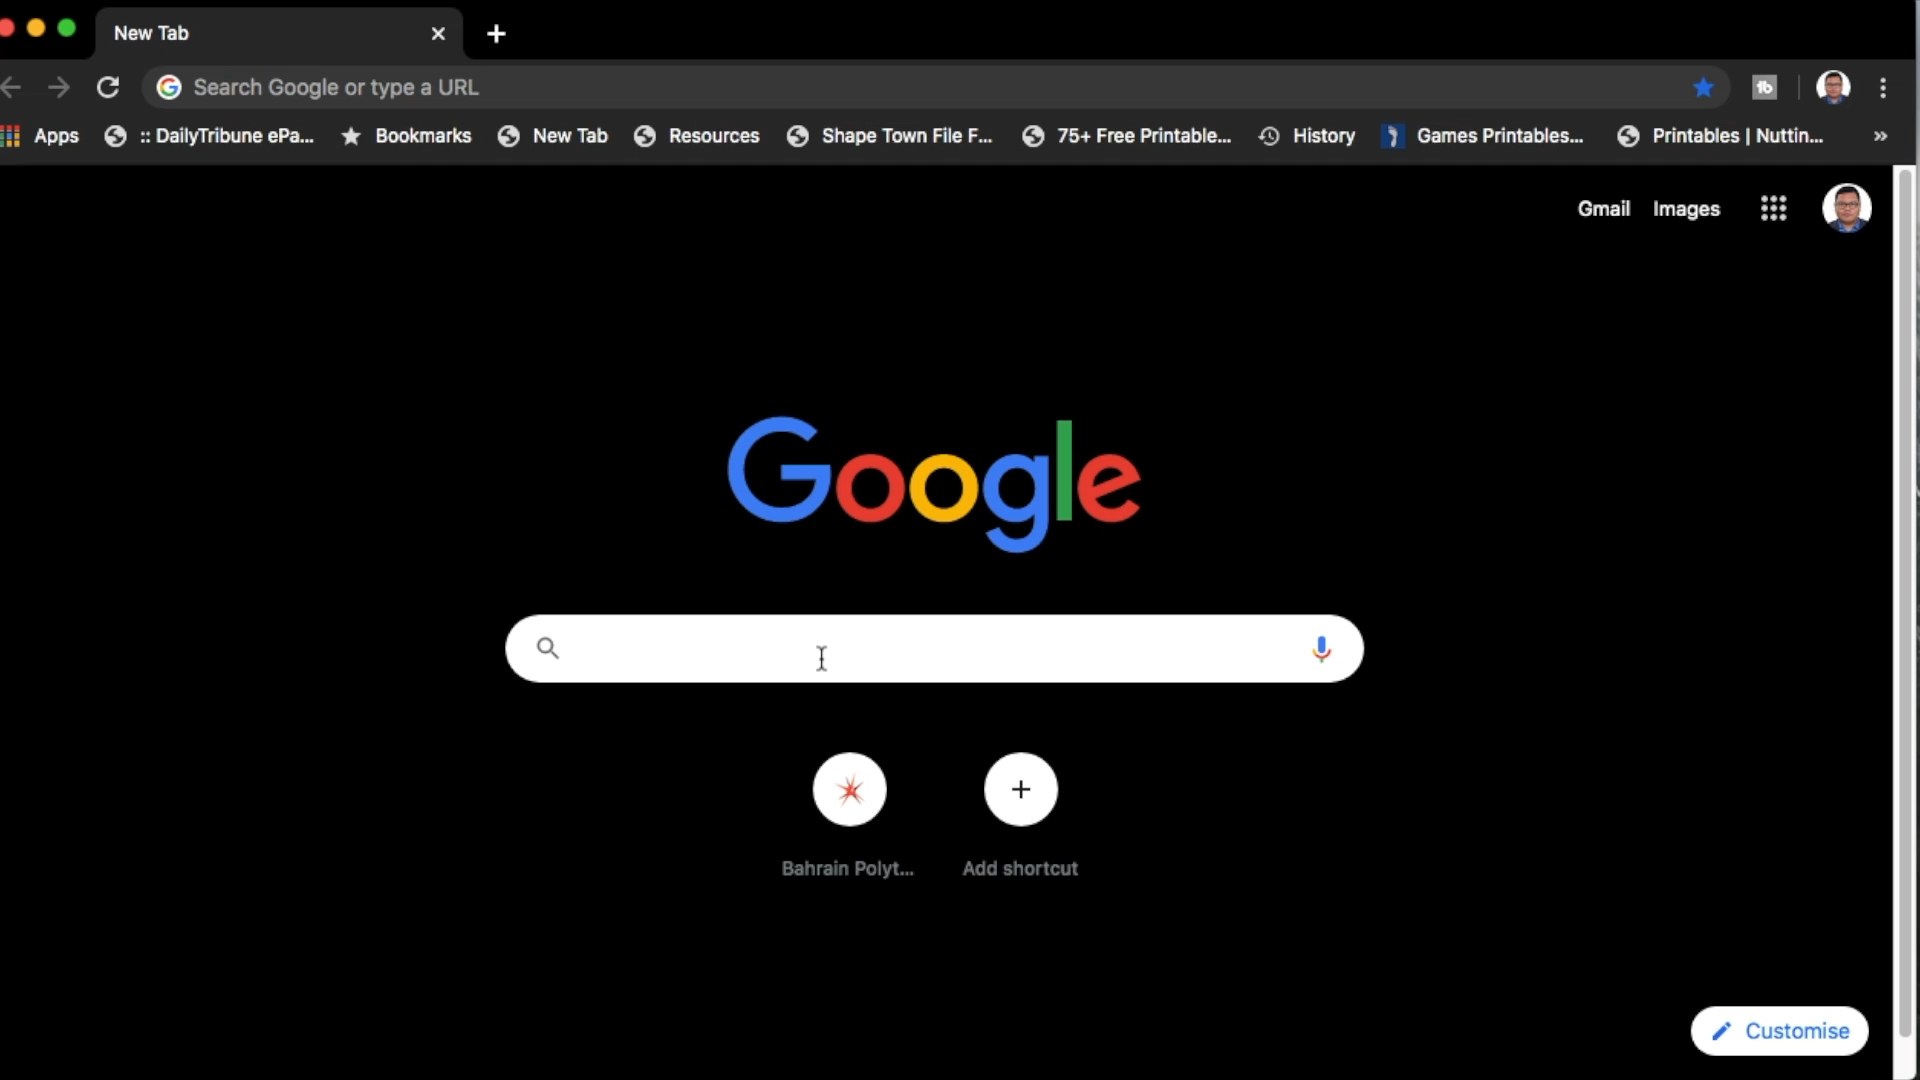 New Tab
Search Google or type a URL
Apps
:: DailyTribune ePa...
Bookmarks
New Tab
Resources
Shape Town File F...
75+ Free Printable...
History
Games Printables...
Printables | Nuttin...
»
Gmail
Images
Google
Bahrain Polyt...
Add shortcut
Customise